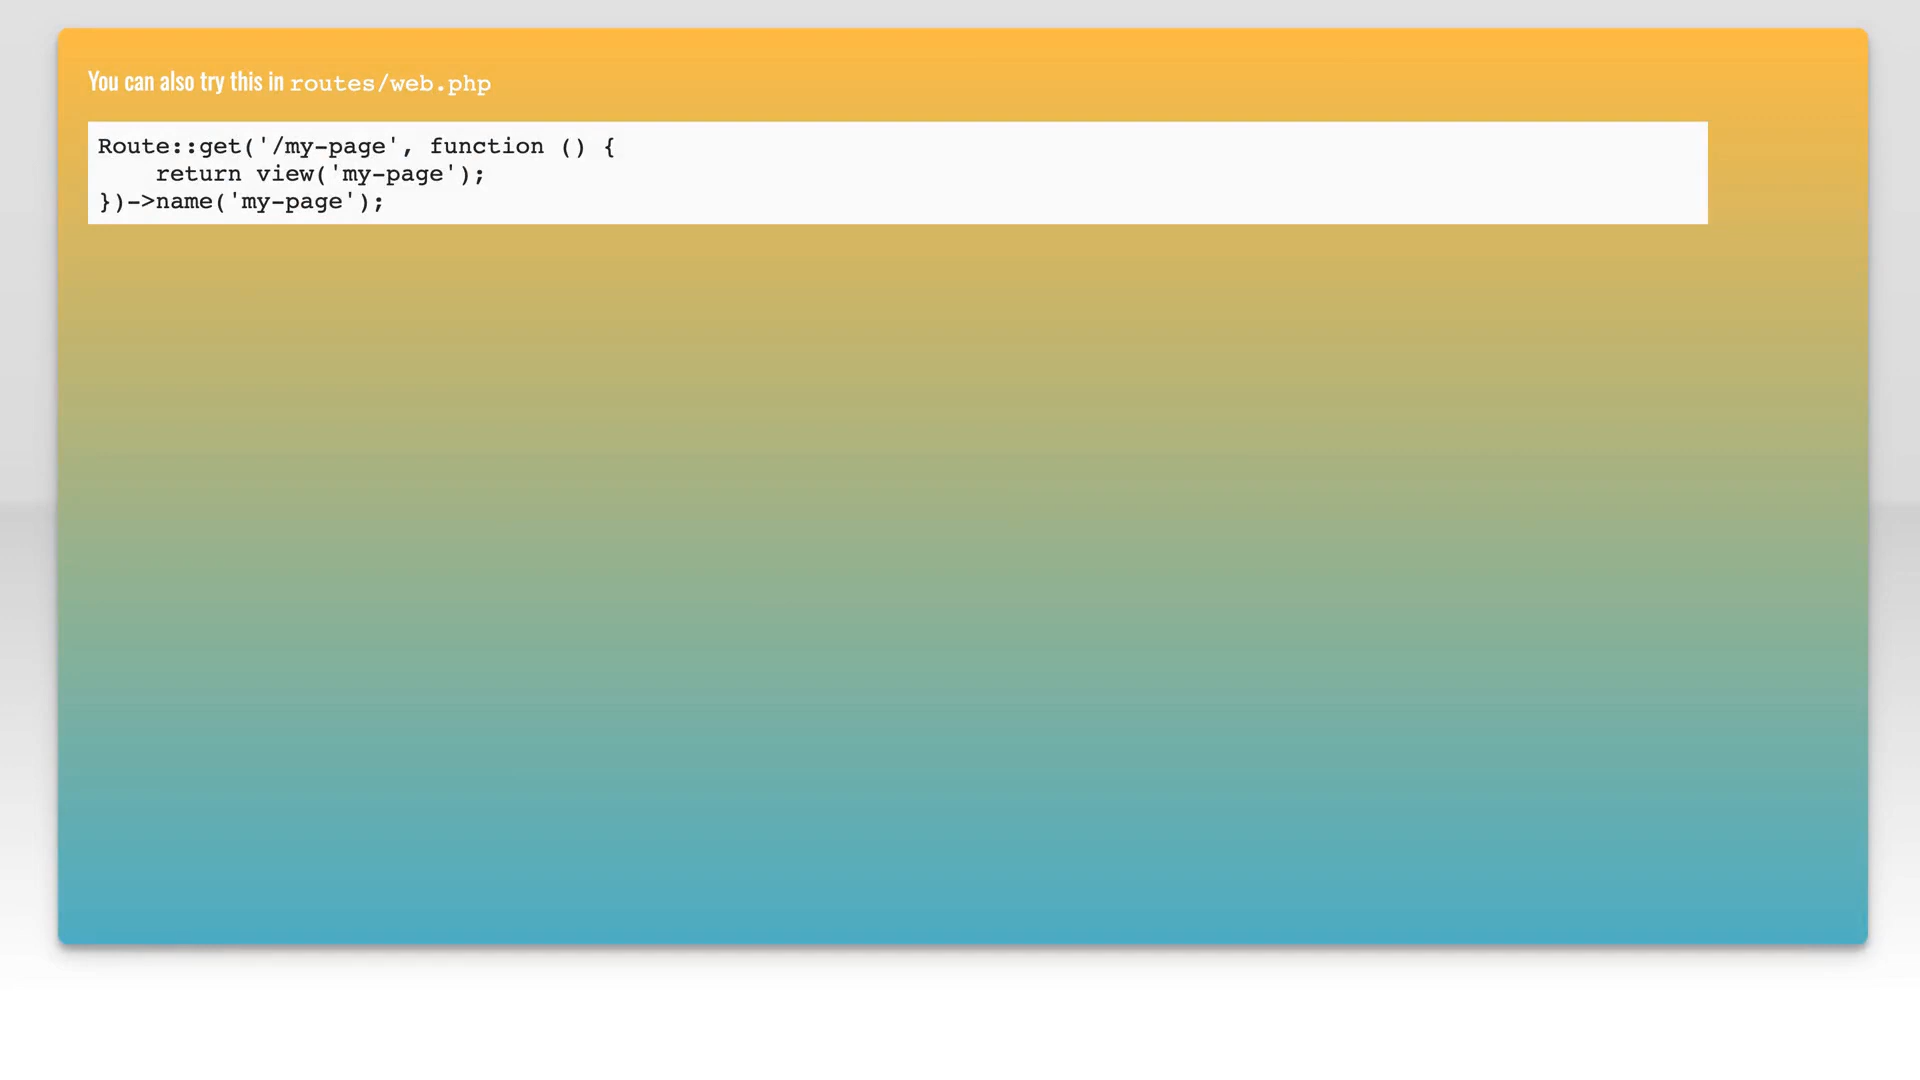 You can also try this in routes/web.php
Route::get('/my-page', function () {
    return view('my-page');
})->name('my-page');